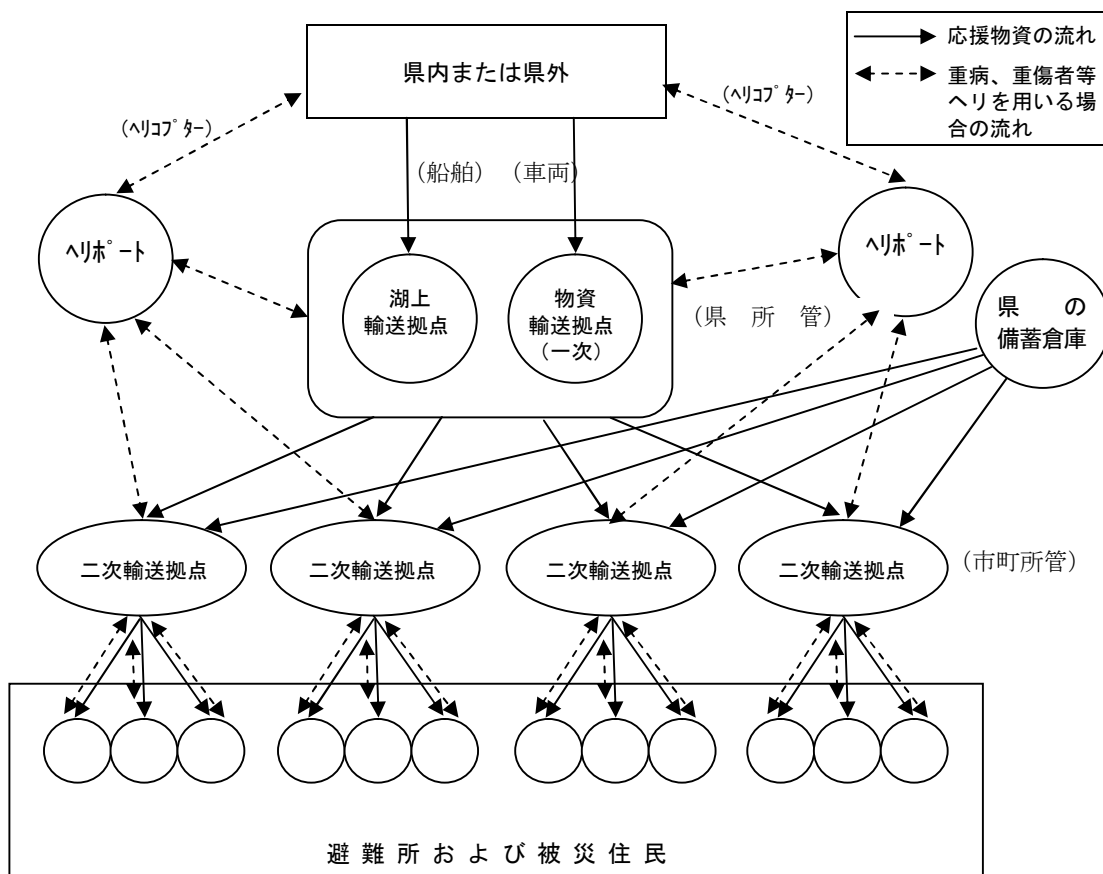 県内または県外
応援物資の流れ
重病、重傷者等
ヘリを用いる場
合の流れ
(ﾍﾘｺﾌﾟﾀｰ)
(ﾍﾘｺﾌﾟﾀｰ)
（船舶）
（車両）
ﾍﾘﾎﾟｰﾄ
ﾍﾘﾎﾟｰﾄ
湖上
輸送拠点
物資
輸送拠点
（一次）
（県　所　管）
県　の
備蓄倉庫
二次輸送拠点
二次輸送拠点
二次輸送拠点
二次輸送拠点
（市町所管）
避難所および被災住民